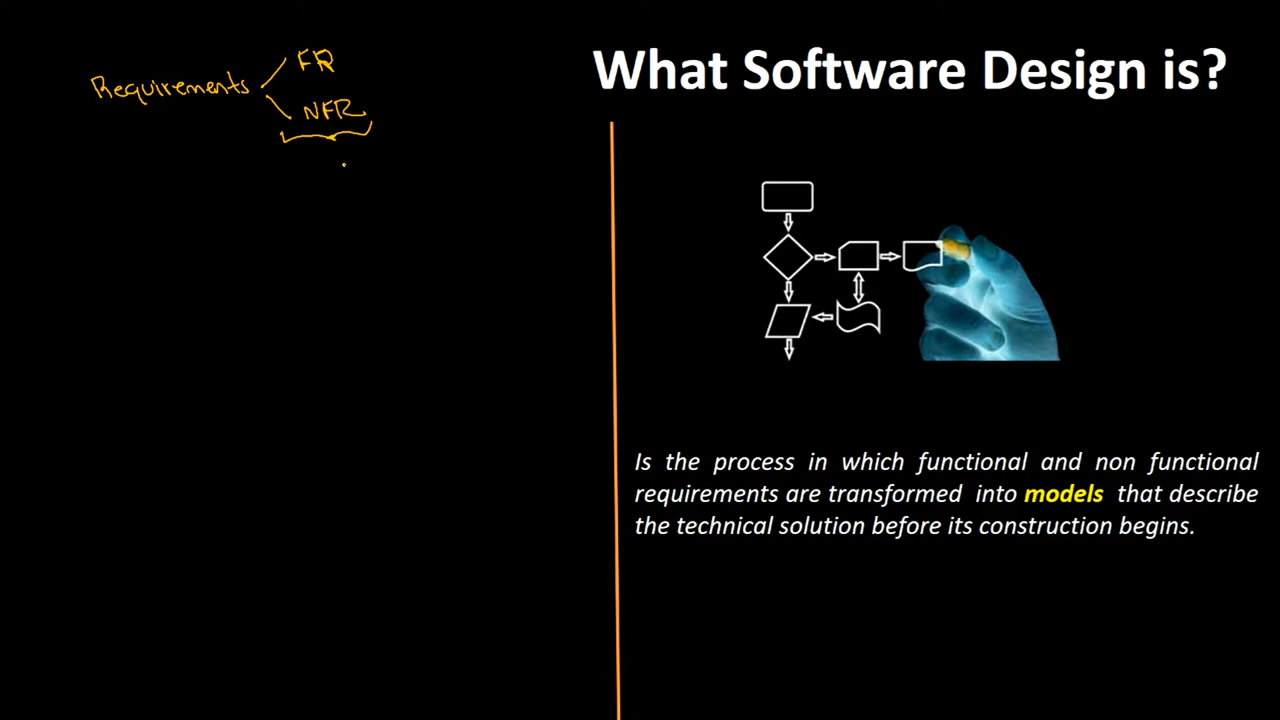 FR
Requirements
NFR
What Software Design is?
Is the process in which functional and non functional
requirements are transformed into models that describe
the technical solution before its construction begins.